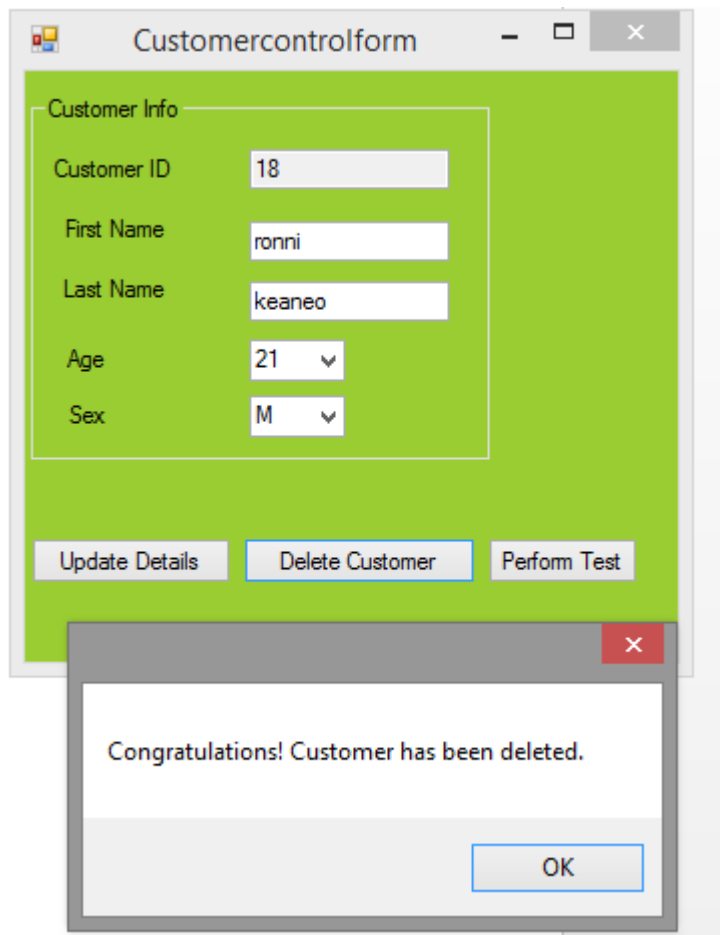 Customercontrolform
Customer Info
Customer ID 18
First Name ronni
Last Name keaneo
Age 21
Sex M
Update Details Delete Customer Perform Test
Congratulations! Customer has been deleted.
OK